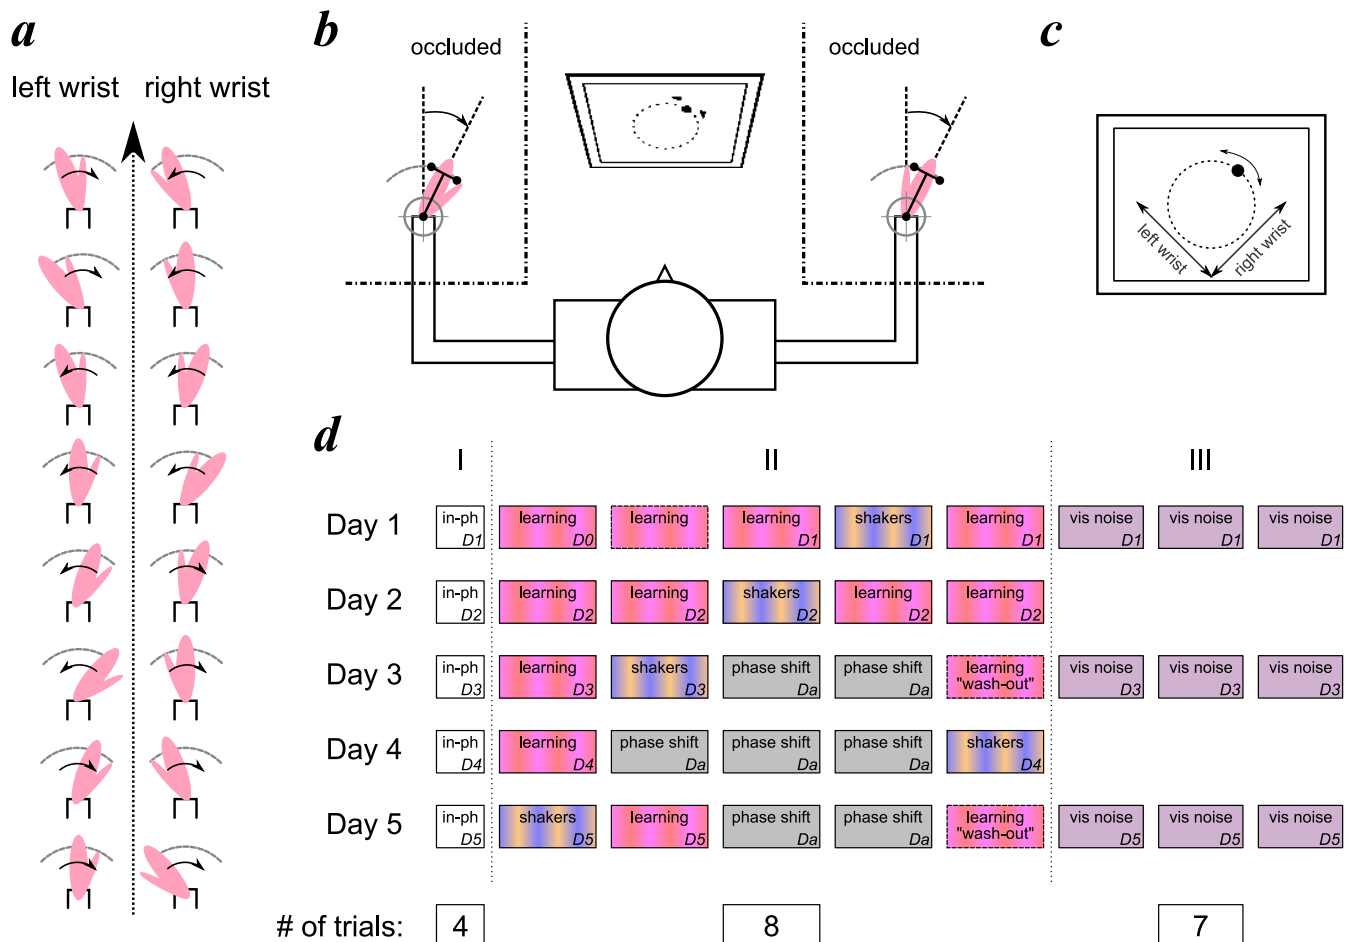 a
left wrist
right wrist
b
occluded
occluded
c
left wrist
right wrist
d
I
II
III
Day 1
in-ph
D1
learning
D0
learning
learning
D1
shakers
D1
learning
D1
vis noise
D1
vis noise
D1
vis noise
D1
Day 2
in-ph
D2
learning
D2
learning
D2
shakers
D2
learning
D2
learning
D2
Day 3
in-ph
D3
learning
D3
shakers
D3
phase shift
Da
phase shift
Da
learning
"wash-out"
vis noise
D3
vis noise
D3
vis noise
D3
Day 4
in-ph
D4
learning
D4
phase shift
Da
phase shift
Da
phase shift
Da
shakers
D4
Day 5
in-ph
D5
shakers
D5
learning
D5
phase shift
Da
phase shift
Da
learning
"wash-out"
vis noise
D5
vis noise
D5
vis noise
D5
# of trials:
4
8
7